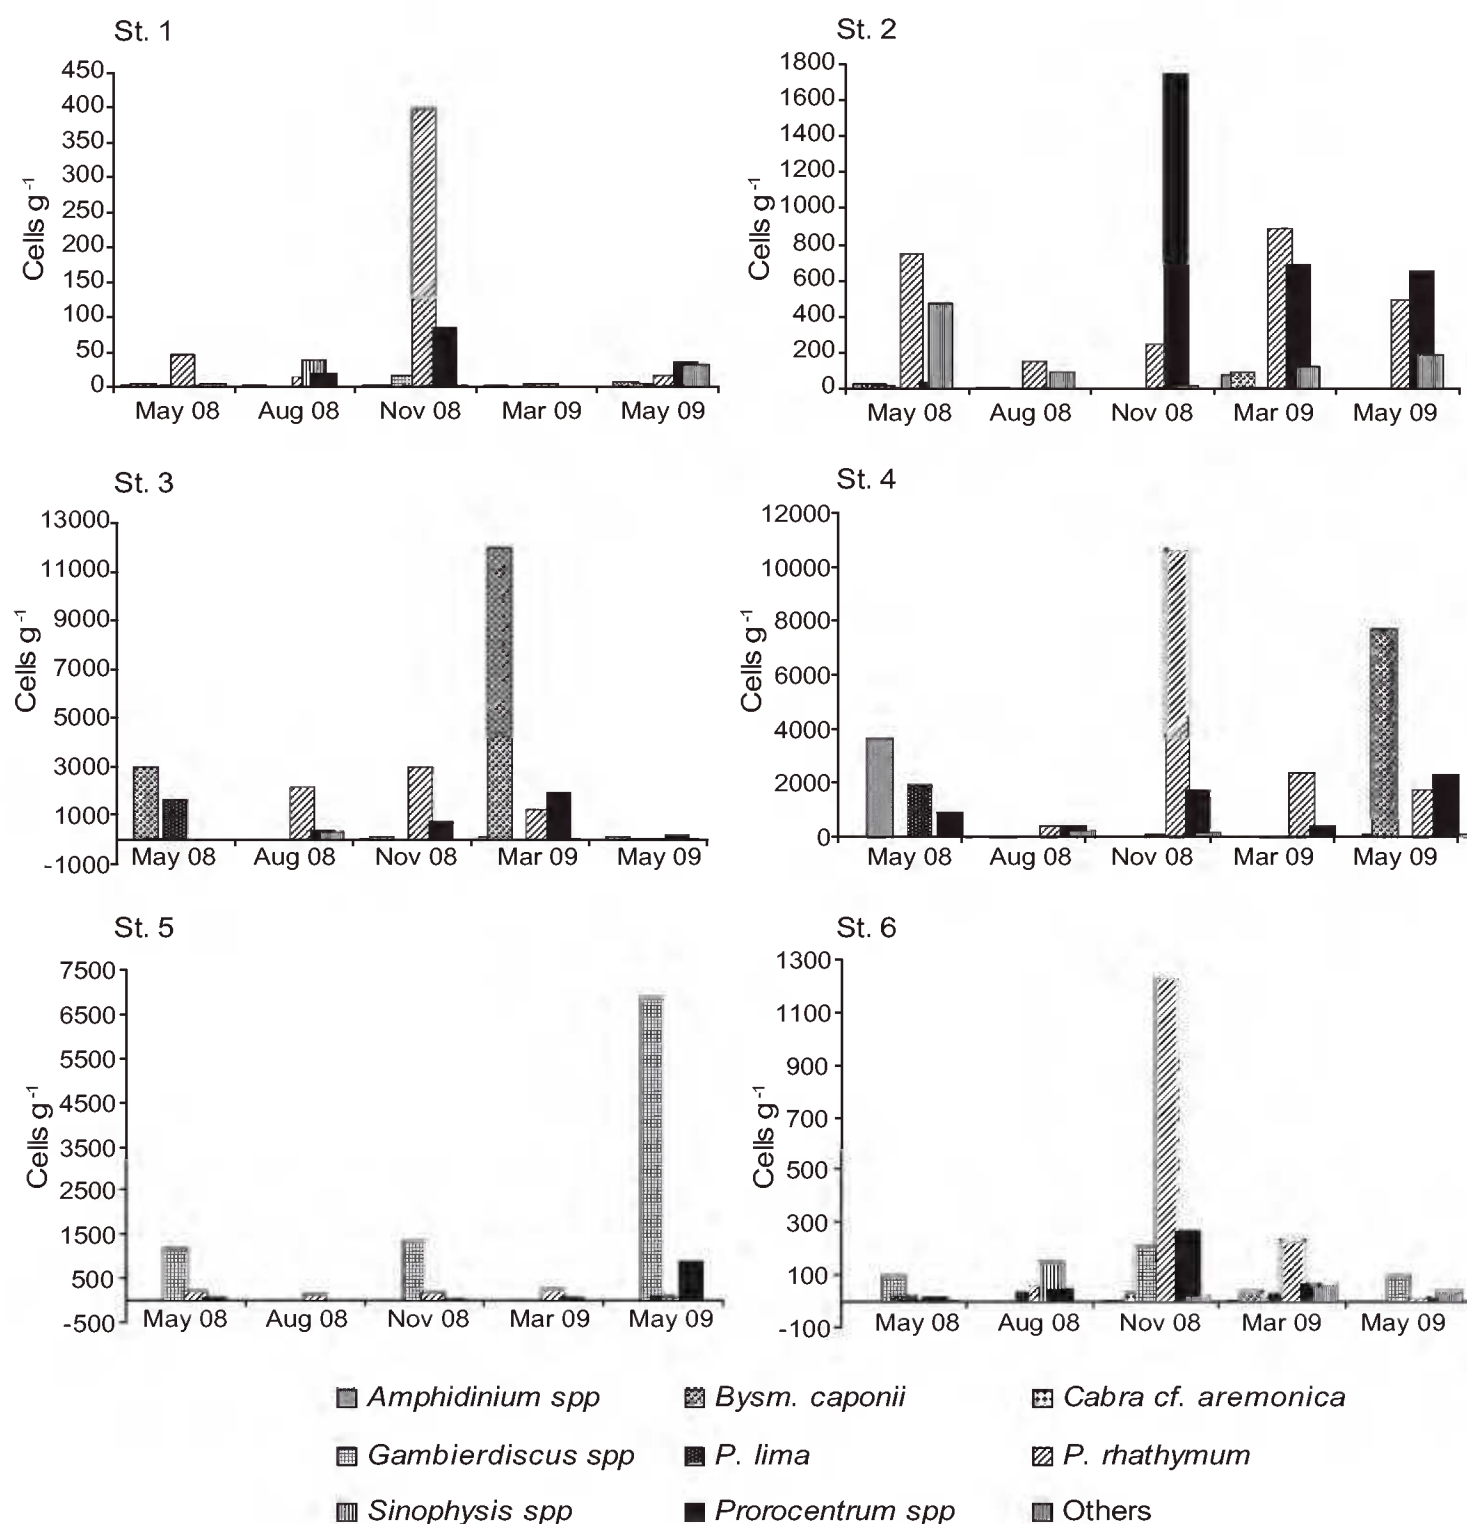 St. 1
450
400
350
300
250
200
150
100
50
0
Cells g-1
May 08 Aug 08 Nov 08 Mar 09 May 09
St. 2
1800
1600
1400
1200
1000
800
600
400
200
0
Cells g-1
May 08 Aug 08 Nov 08 Mar 09 May 09
St. 3
13000
11000
9000
7000
5000
3000
1000
-1000
Cells g-1
May 08 Aug 08 Nov 08 Mar 09 May 09
St. 4
12000
10000
8000
6000
4000
2000
0
Cells g-1
May 08 Aug 08 Nov 08 Mar 09 May 09
St. 5
7500
6500
5500
4500
3500
2500
1500
500
-500
Cells g-1
May 08 Aug 08 Nov 08 Mar 09 May 09
St. 6
1300
1100
900
700
500
300
100
-100
Cells g-1
May 08 Aug 08 Nov 08 Mar 09 May 09
Amphidinium spp Bysm. caponii Cabra cf. aremonica
Gambierdiscus spp P. lima P. rhathymum
Sinophysis spp Prorocentrum spp Others